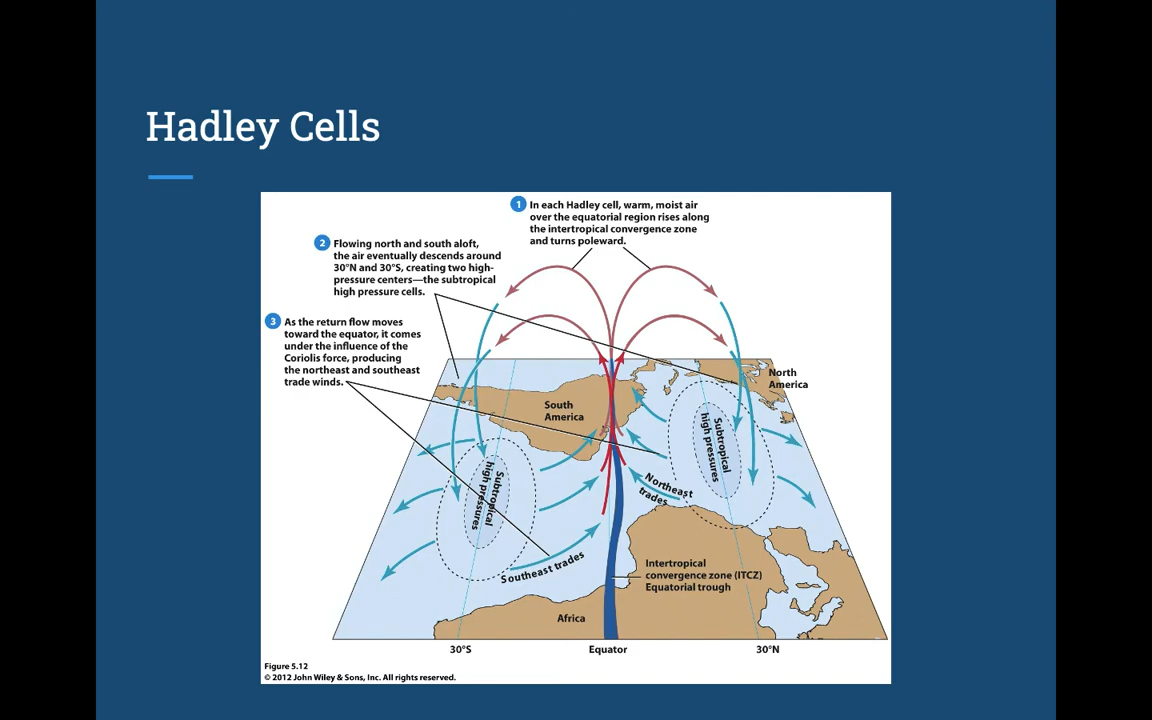 Hadley Cells
1 In each Hadley cell, warm, moist air
over the equatorial region rises along
the intertropical convergence zone
and turns poleward.
2 Flowing north and south aloft,
the air eventually descends around
30°N and 30°S, creating two high-
pressure centers—the subtropical
high pressure cells.
3 As the return flow moves
toward the equator, it comes
under the influence of the
Coriolis force, producing
the northeast and southeast
trade winds.
North
America
South
America
Subtropical
high pressures
Subtropical
high pressures
Northeast
trades
Southeast trades
Intertropical
convergence zone (ITCZ)
Equatorial trough
Africa
30°S
Equator
30°N
Figure 5.12
© 2012 John Wiley & Sons, Inc. All rights reserved.